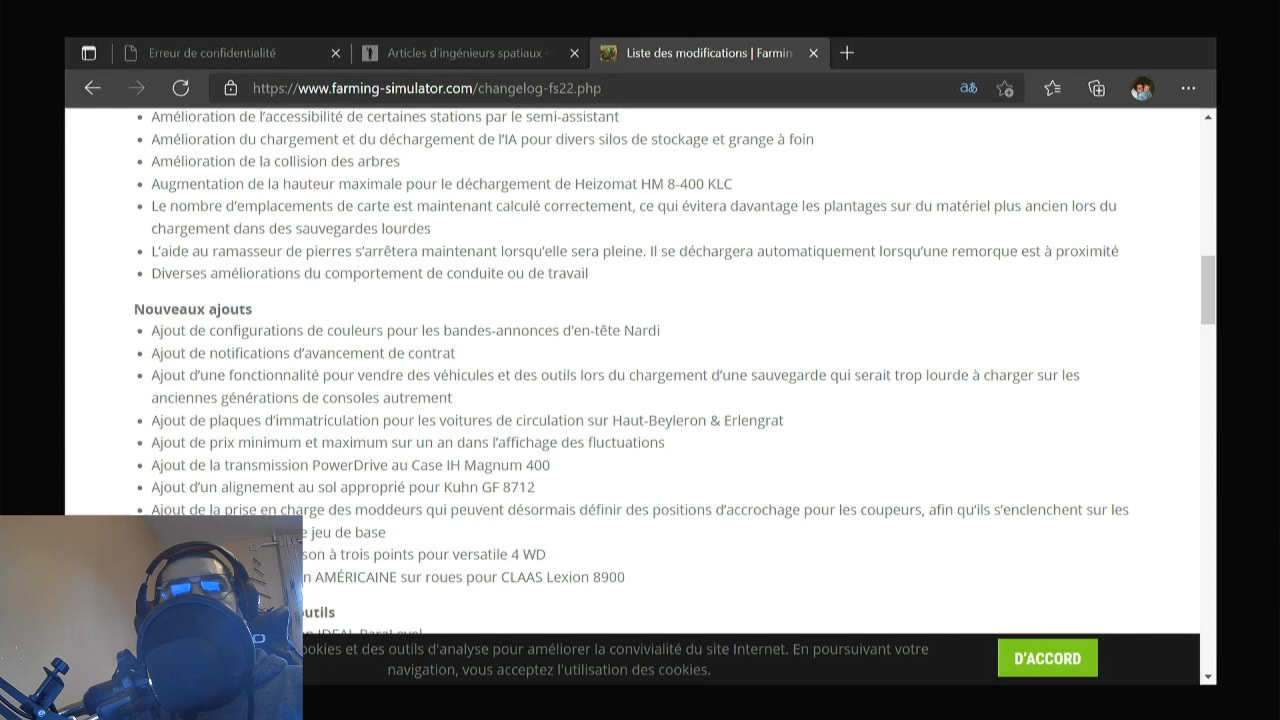 Erreur de confidentialité
Articles d'ingénieurs spatiaux -
Liste des modifications | Farmin
https://www.farming-simulator.com/changelog-fs22.php
Amélioration de l'accessibilité de certaines stations par le semi-assistant
Amélioration du chargement et du déchargement de l'IA pour divers silos de stockage et grange à foin
Amélioration de la collision des arbres
Augmentation de la hauteur maximale pour le déchargement de Heizomat HM 8-400 KLC
Le nombre d'emplacements de carte est maintenant calculé correctement, ce qui évitera davantage les plantages sur du matériel plus ancien lors du
chargement dans des sauvegardes lourdes
L'aide au ramasseur de pierres s'arrêtera maintenant lorsqu'elle sera pleine. Il se déchargera automatiquement lorsqu'une remorque est à proximité
Diverses améliorations du comportement de conduite ou de travail
Nouveaux ajouts
Ajout de configurations de couleurs pour les bandes-annonces d'en-tête Nardi
Ajout de notifications d'avancement de contrat
Ajout d'une fonctionnalité pour vendre des véhicules et des outils lors du chargement d'une sauvegarde qui serait trop lourde à charger sur les
anciennes générations de consoles autrement
Ajout de plaques d'immatriculation pour les voitures de circulation sur Haut-Beyleron & Erlengrat
Ajout de prix minimum et maximum sur un an dans l'affichage des fluctuations
Ajout de la transmission PowerDrive au Case IH Magnum 400
Ajout d'un alignement au sol approprié pour Kuhn GF 8712
Ajout de la prise en charge des moddeurs qui peuvent désormais définir des positions d'accrochage pour les coupeurs, afin qu'ils s'enclenchent sur les
e jeu de base
son à trois points pour versatile 4 WD
n AMÉRICAINE sur roues pour CLAAS Lexion 8900
outils
on IDEAL ParaLevel
ookies et des outils d'analyse pour améliorer la convivialité du site Internet. En poursuivant votre
navigation, vous acceptez l'utilisation des cookies.
D'ACCORD